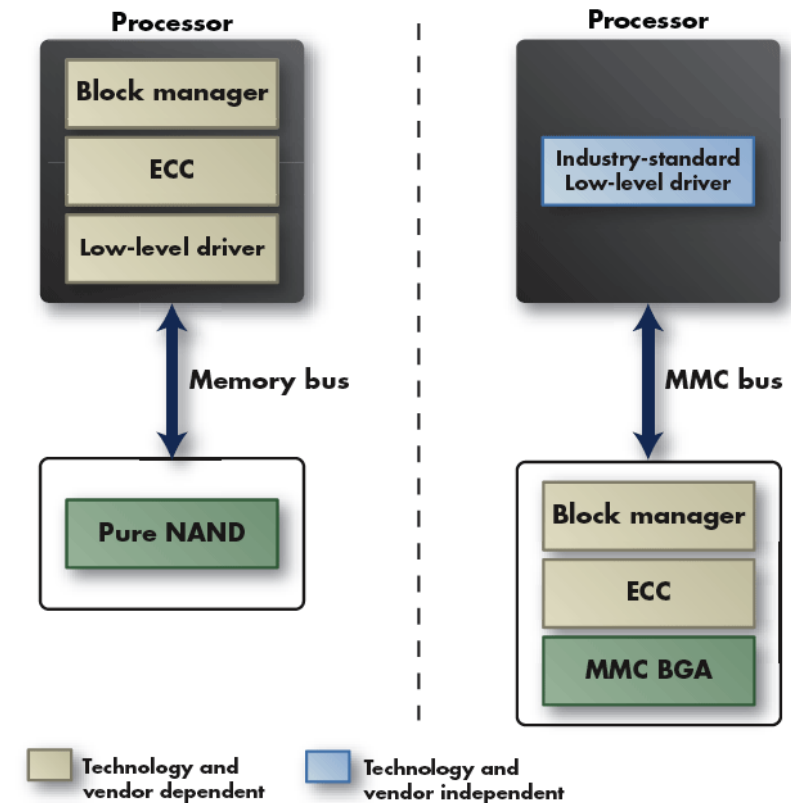 Processor
Block manager
ECC
Low-level driver
Memory bus
Pure NAND
Processor
Industry-standard
Low-level driver
MMC bus
Block manager
ECC
MMC BGA
Technology and
vendor dependent
Technology and
vendor independent